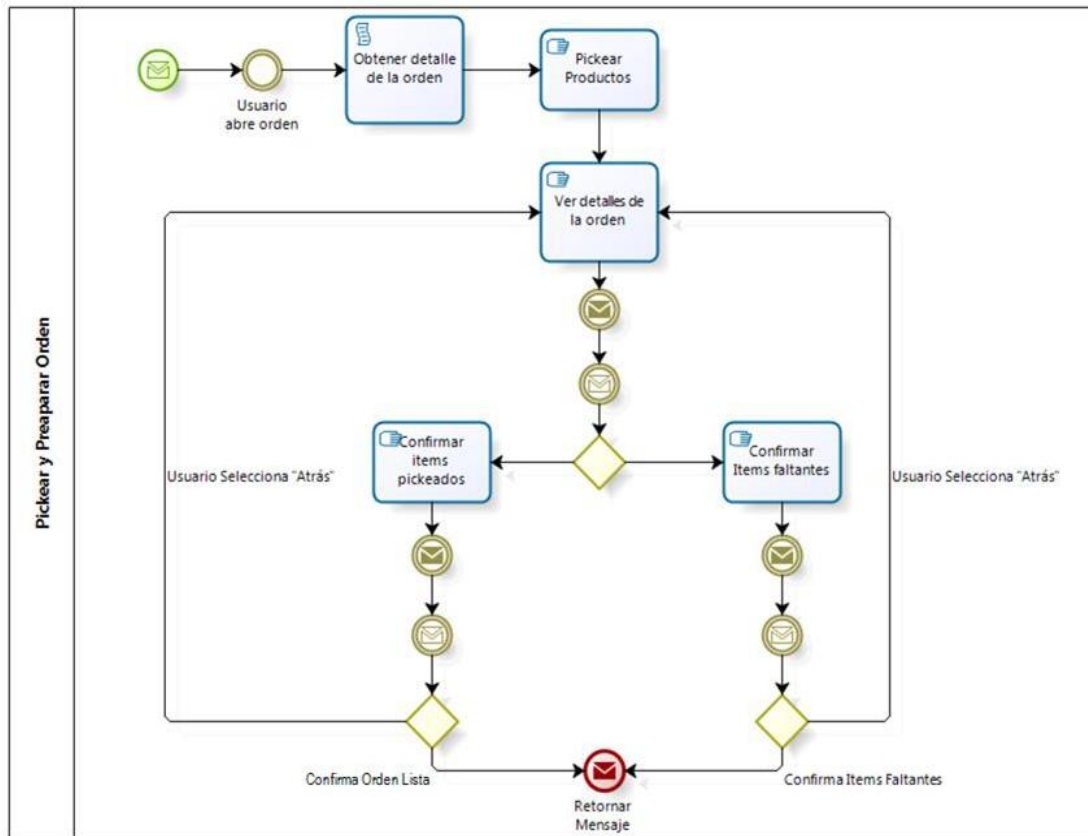 Pickear y Preaparar Orden
Usuario
abre orden
Obtener detalle
de la orden
Pickear
Productos
Ver detalles de
la orden
Confirmar
items
pickeados
Confirmar
Items faltantes
Usuario Selecciona "Atrás"
Usuario Selecciona "Atrás"
Confirma Orden Lista
Confirma Items Faltantes
Retornar
Mensaje